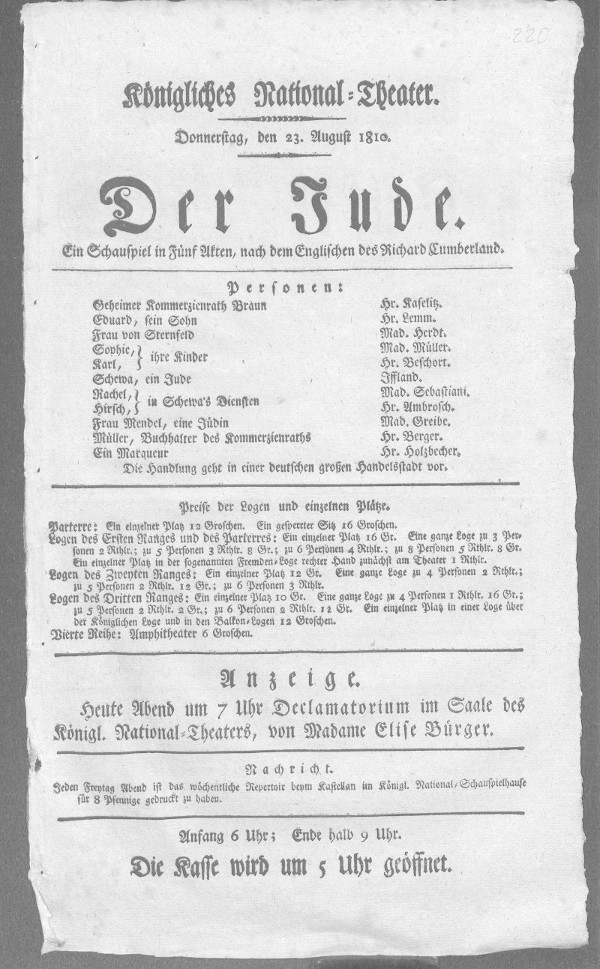 220
Königliches National-Theater.
Donnerstag, den 23. August 1810.
Der Jude.
Ein Schauspiel in Fünf Akten, nach dem Englischen des Richard Cumberland.
Personen:
Geheimer Kommerzienrath Braun Hr. Kaselitz.
Eduard, sein Sohn Hr. Lemm.
Frau von Sternfeld Mad. Herdt.
Sophie, Mad. Müller.
} ihre Kinder
Karl, Hr. Beschort.
Schewa, ein Jude Iffland.
Rachel, Mad. Sebastiani.
} in Schewa's Diensten
Hirsch, Hr. Ambrosch.
Frau Mendel, eine Jüdin Mad. Greibe.
Müller, Buchhalter des Kommerzienraths Hr. Berger.
Ein Marqueur Hr. Holzbecher.
Die Handlung geht in einer deutschen großen Handelsstadt vor.
Preise der Logen und einzelnen Plätze.
Parterre: Ein einzelner Platz 12 Groschen. Ein gesperrter Sitz 16 Groschen.
Logen des Ersten Ranges und des Parterres: Ein einzelner Platz 16 Gr. Eine ganze Loge zu 3 Per-
sonen 2 Rthlr.; zu 5 Personen 3 Rthlr. 8 Gr.; zu 6 Personen 4 Rthlr.; zu 8 Personen 5 Rthlr. 8 Gr.
Ein einzelner Platz in der sogenannten Fremden-Loge rechter Hand zunächst am Theater 1 Rthlr.
Logen des Zweyten Ranges: Ein einzelner Platz 12 Gr. Eine ganze Loge zu 4 Personen 2 Rthlr.;
zu 5 Personen 2 Rthlr. 12 Gr.; zu 6 Personen 3 Rthlr.
Logen des Dritten Ranges: Ein einzelner Platz 10 Gr. Eine ganze Loge zu 4 Personen 1 Rthlr. 16 Gr.;
zu 5 Personen 2 Rthlr. 2 Gr.; zu 6 Personen 2 Rthlr. 12 Gr. Ein einzelner Platz in einer Loge über
der Königlichen Loge und in den Balkon-Logen 12 Groschen.
Vierte Reihe: Amphitheater 6 Groschen.
Anzeige.
Heute Abend um 7 Uhr Declamatorium im Saale des
Königl. National-Theaters, von Madame Elise Bürger.
Nachricht.
Jeden Freytag Abend ist das wöchentliche Repertoir beym Kastellan im Königl. National-Schauspielhause
für 8 Pfennige gedruckt zu haben.
Anfang 6 Uhr; Ende halb 9 Uhr.
Die Kasse wird um 5 Uhr geöffnet.